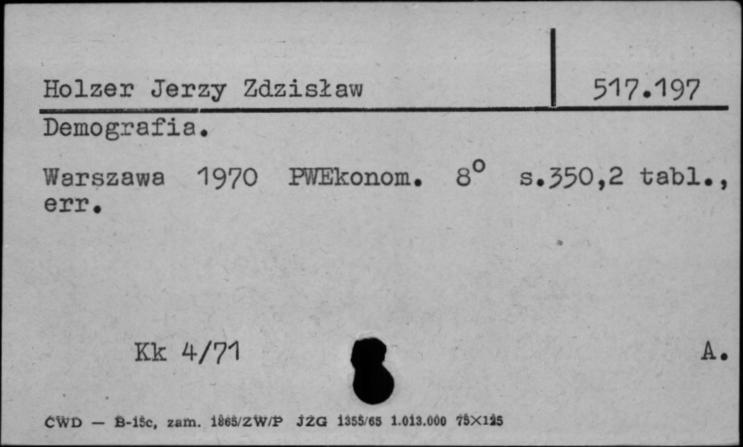 Holzer Jerzy Zdzisław 517.197
Demografia.
Warszawa 1970 PWEkonom. 8° s.350,2 tabl.,
err.
Kk 4/71 A.
CWD — B-15c, zam. 1865/ZW/P JZG 1355/65 1.013.000 75×125